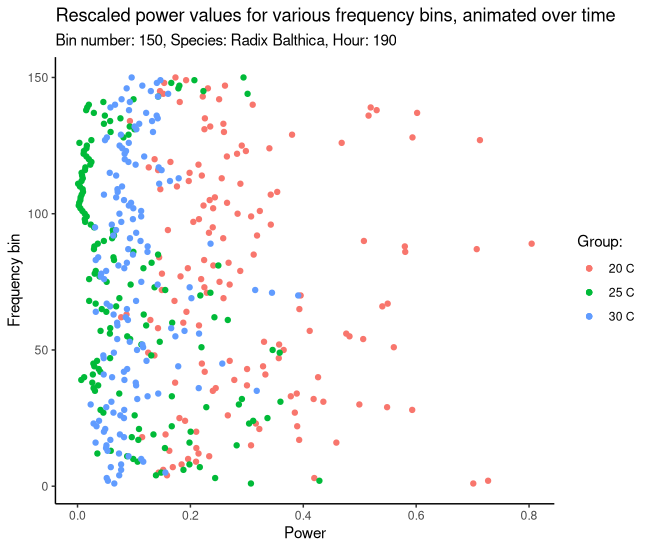 Rescaled power values for various frequency bins, animated over time
Bin number: 150, Species: Radix Balthica, Hour: 190
150
100
50
0
Frequency bin
0.0 0.2 0.4 0.6 0.8
Power
Group:
20 C
25 C
30 C